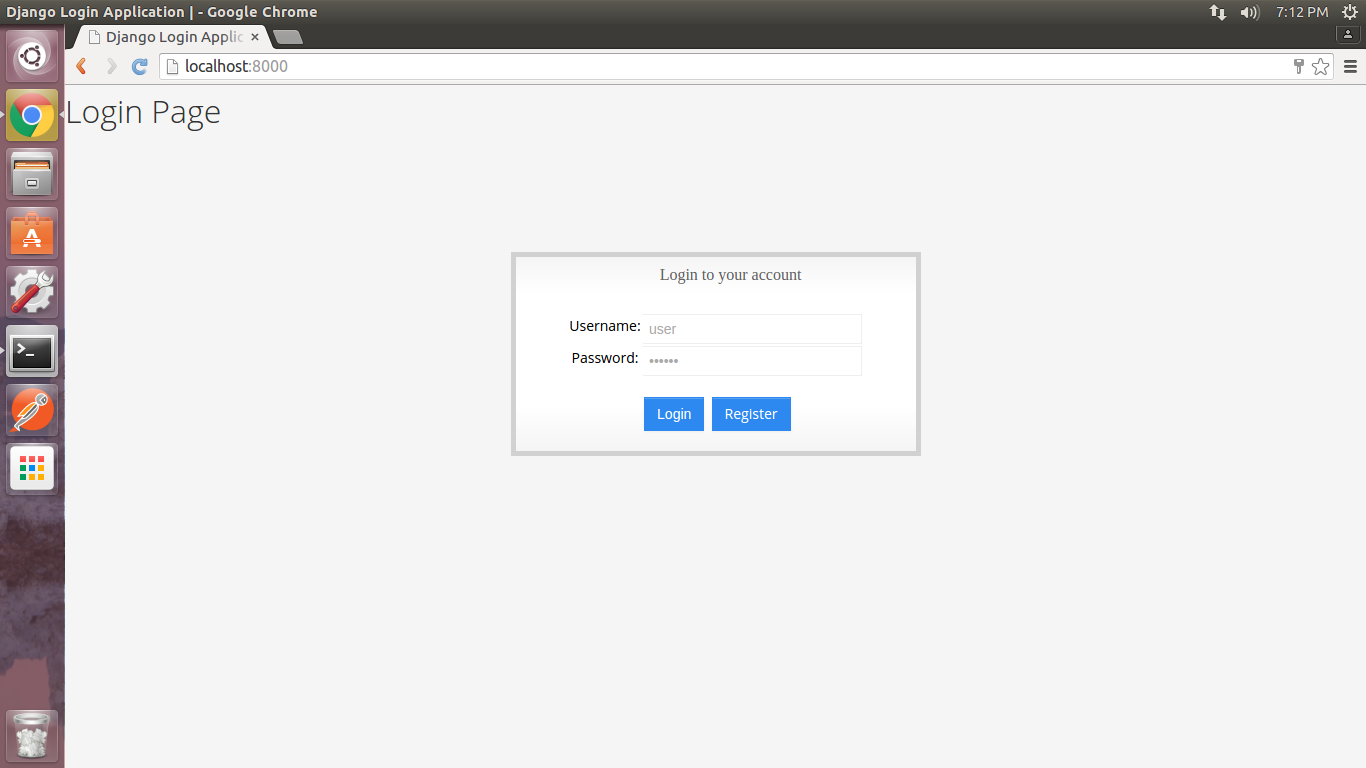 Django Login Application | - Google Chrome
7:12 PM
Django Login Applic
localhost:8000
Login Page
Login to your account
Username: user
Password: ••••••
Login Register